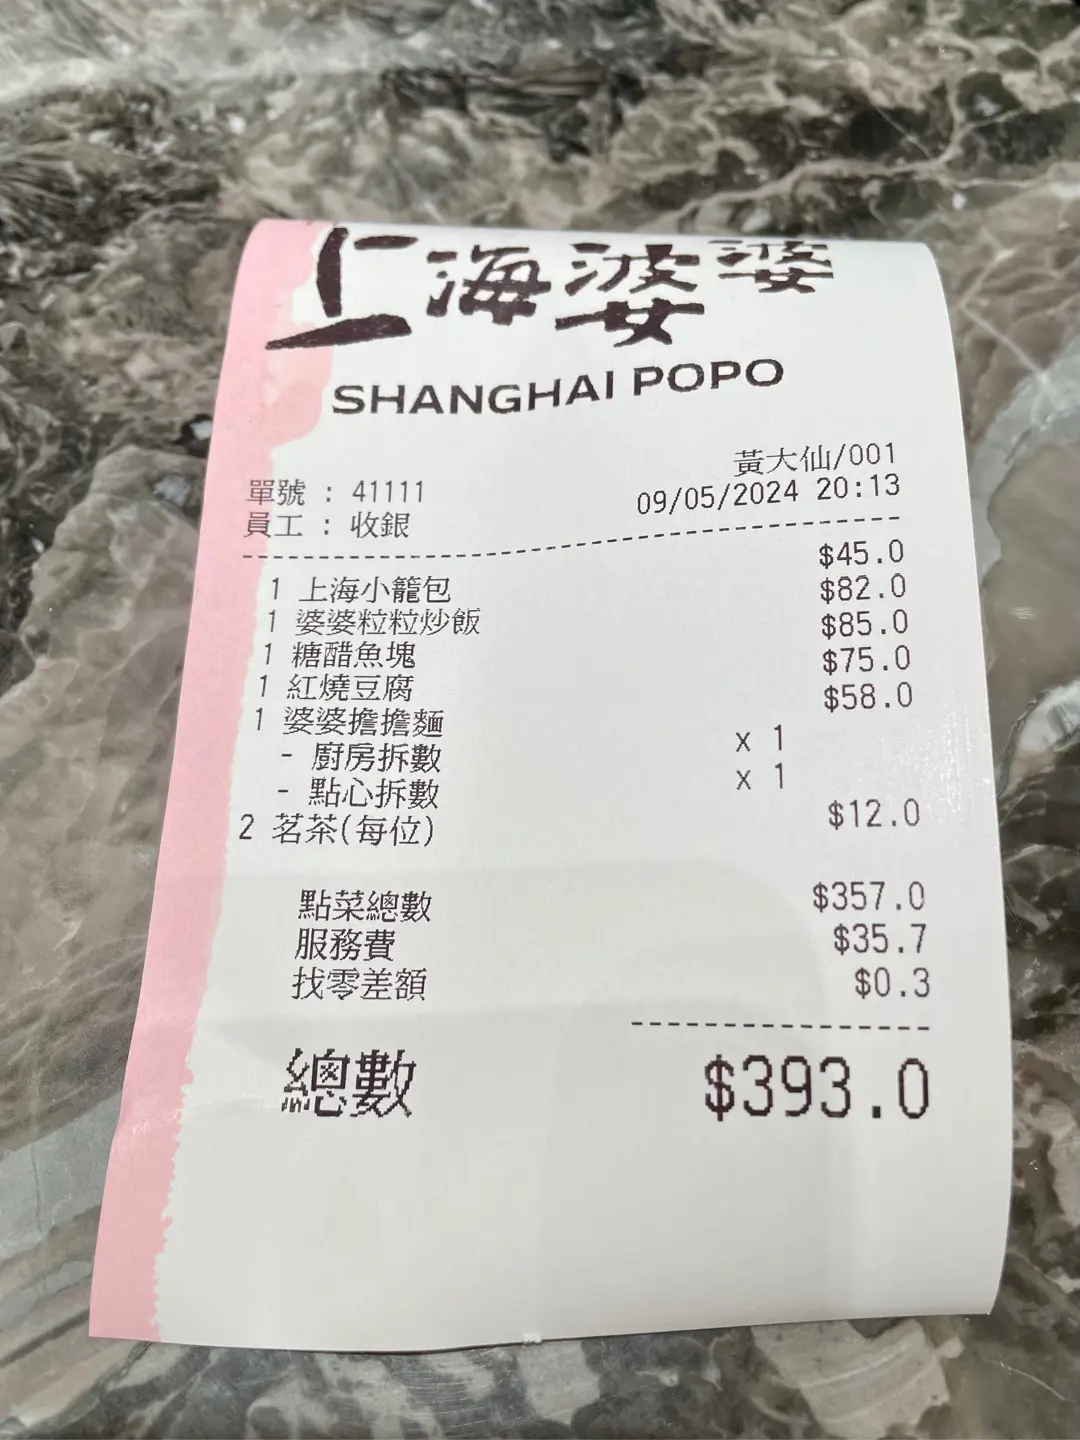 上海婆婆
SHANGHAI POPO
黃大仙/001
單號 : 41111 09/05/2024 20:13
員工 : 收銀
1 上海小籠包 $45.0
1 婆婆粒粒炒飯 $82.0
1 糖醋魚塊 $85.0
1 紅燒豆腐 $75.0
1 婆婆擔擔麵 $58.0
- 廚房拆數 x 1
- 點心拆數 x 1
2 茗茶(每位) $12.0
點菜總數 $357.0
服務費 $35.7
找零差額 $0.3
總數 $393.0